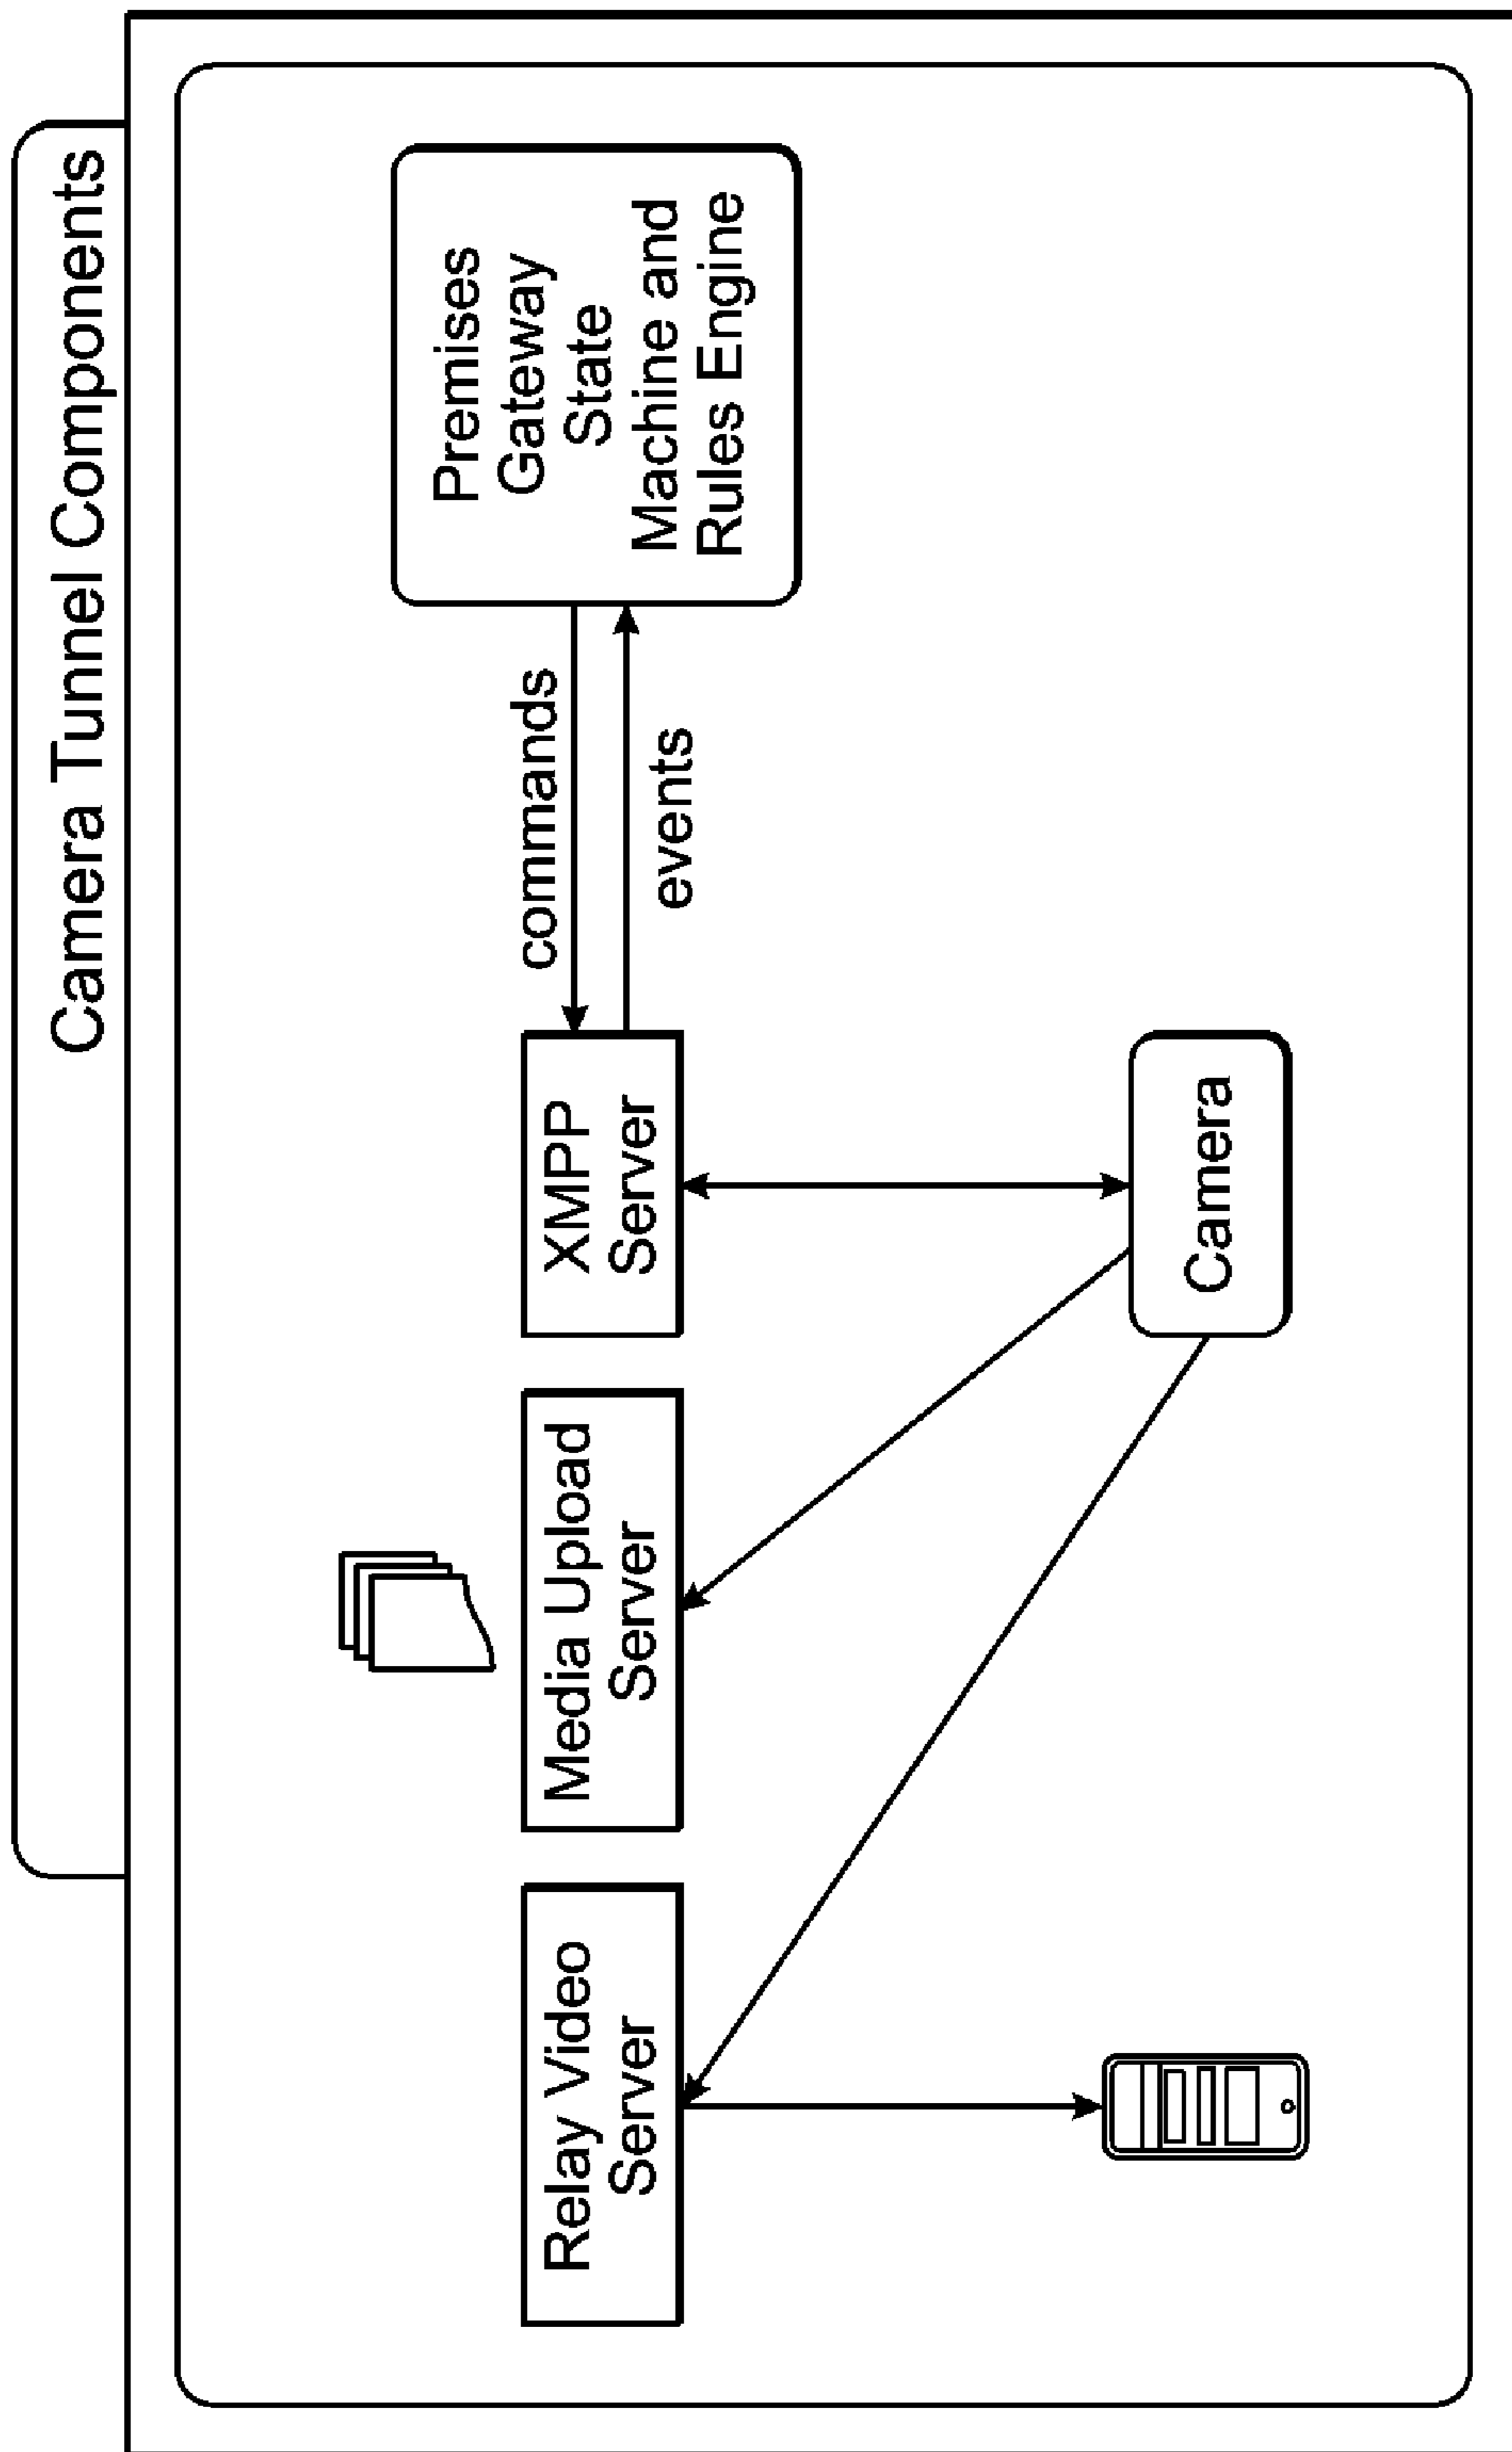 Camera Tunnel Components
Premises
Gateway
State
Machine and
Rules Engine
commands
events
Relay Video
Server
Media Upload
Server
XMPP
Server
Camera